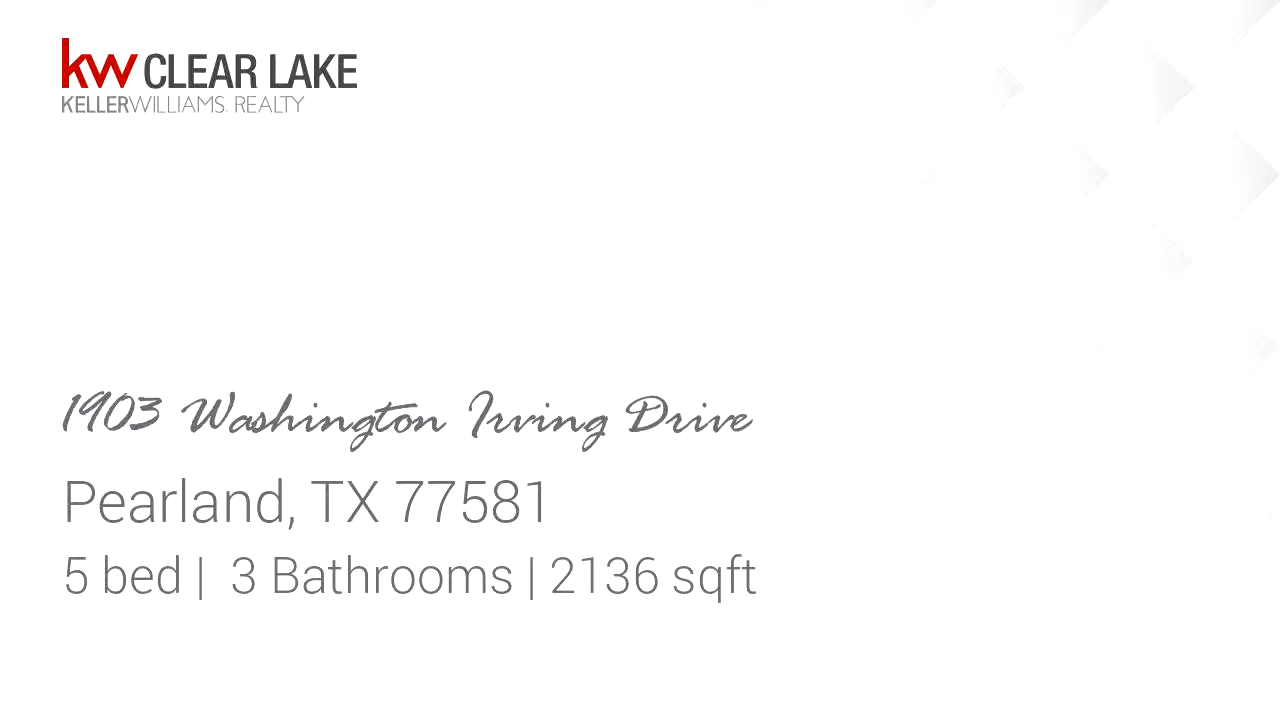 kw CLEAR LAKE
KELLERWILLIAMS. REALTY
1903 Washington Irving Drive
Pearland, TX 77581
5 bed | 3 Bathrooms | 2136 sqft